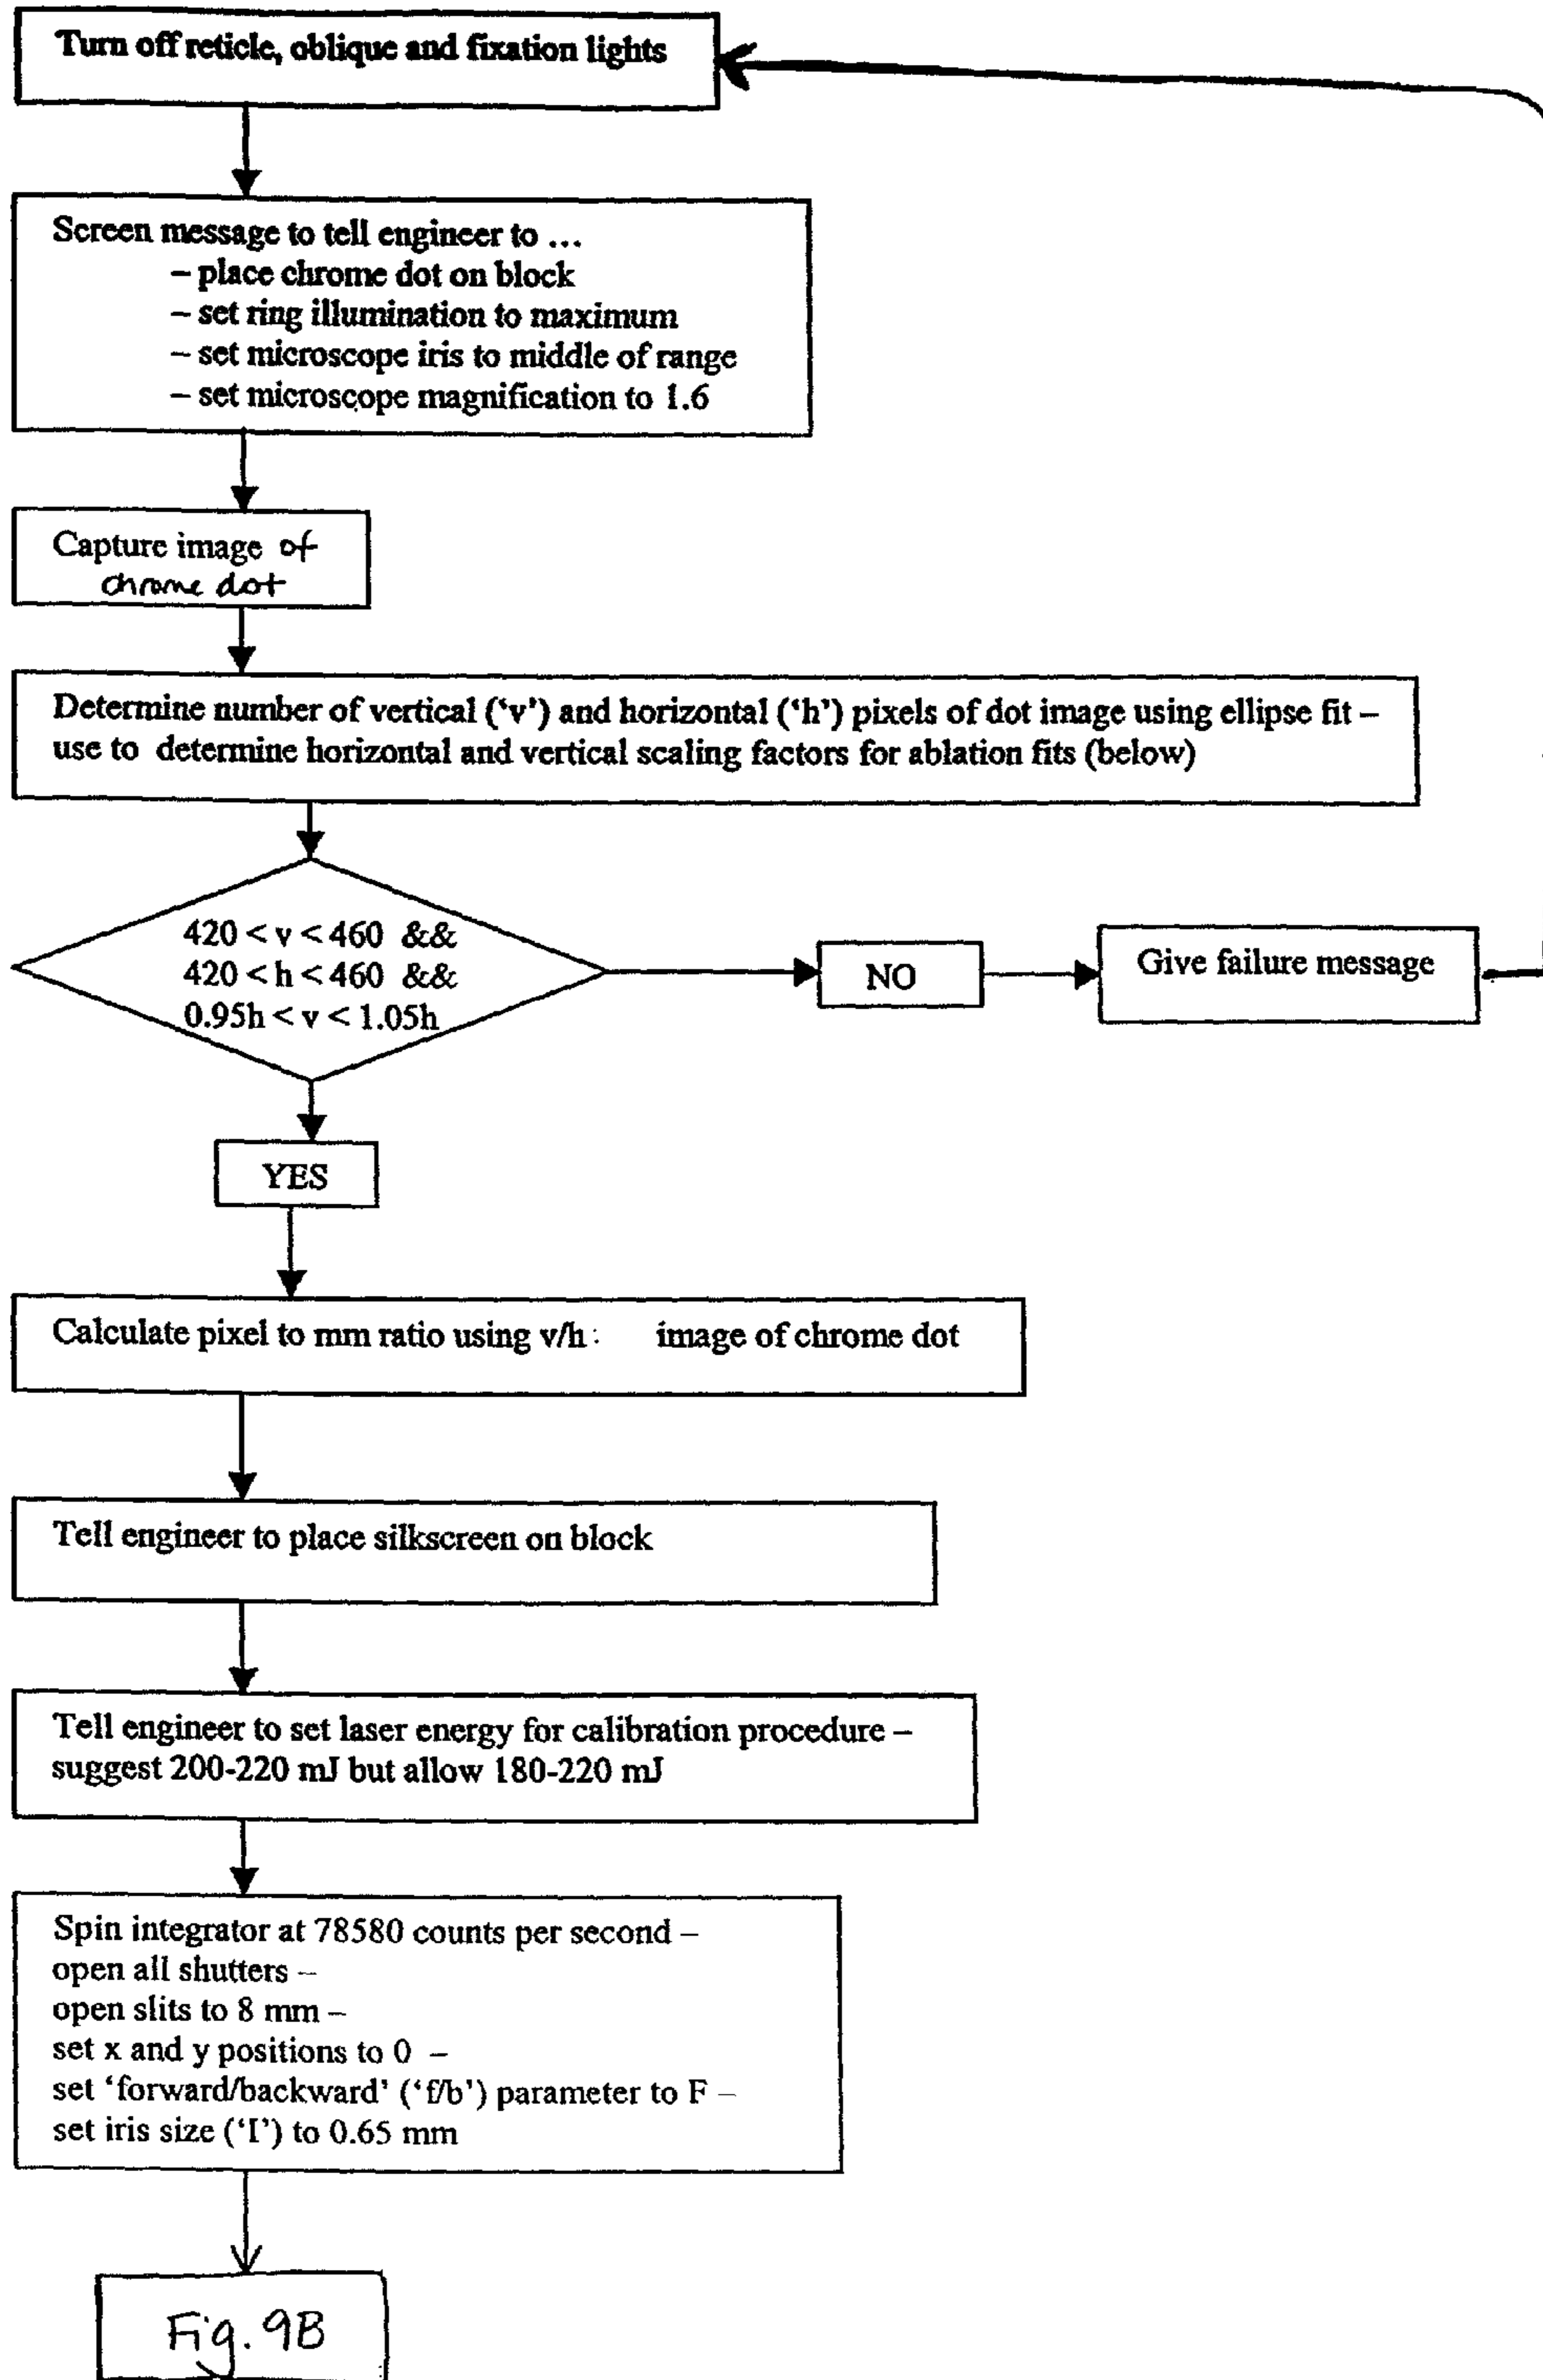 Turn off reticle, oblique and fixation lights
Screen message to tell engineer to ...
– place chrome dot on block
– set ring illumination to maximum
– set microscope iris to middle of range
– set microscope magnification to 1.6
Capture image of
chrome dot
Determine number of vertical (‘v’) and horizontal (‘h’) pixels of dot image using ellipse fit –
use to determine horizontal and vertical scaling factors for ablation fits (below)
420 < v < 460 &&
420 < h < 460 &&
0.95h < v < 1.05h
NO
Give failure message
YES
Calculate pixel to mm ratio using v/h : image of chrome dot
Tell engineer to place silkscreen on block
Tell engineer to set laser energy for calibration procedure –
suggest 200-220 mJ but allow 180-220 mJ
Spin integrator at 78580 counts per second –
open all shutters –
open slits to 8 mm –
set x and y positions to 0 –
set ‘forward/backward’ (‘f/b’) parameter to F –
set iris size (‘I’) to 0.65 mm
Fig. 9B